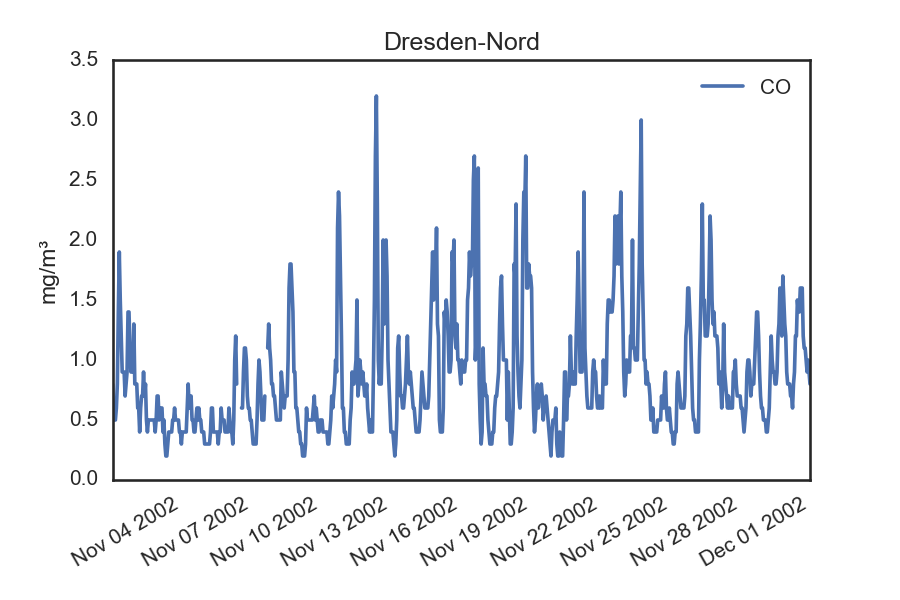 Dresden-Nord
CO
mg/m³
3.5
3.0
2.5
2.0
1.5
1.0
0.5
0.0
Nov 04 2002
Nov 07 2002
Nov 10 2002
Nov 13 2002
Nov 16 2002
Nov 19 2002
Nov 22 2002
Nov 25 2002
Nov 28 2002
Dec 01 2002